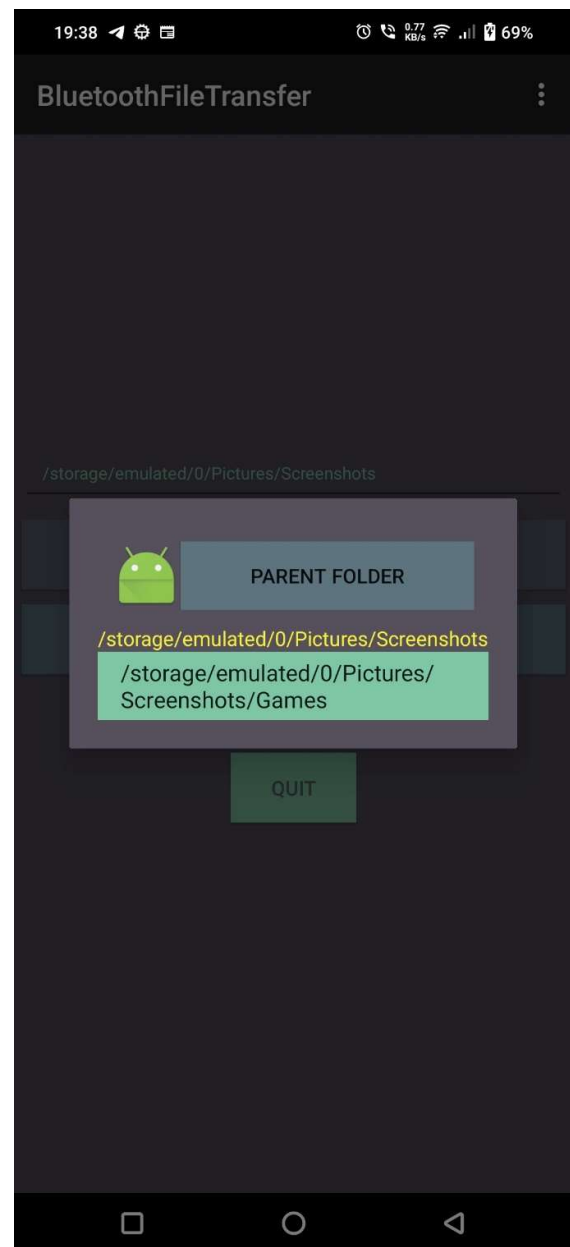 19:38 0.77 KB/s 69%
BluetoothFileTransfer
/storage/emulated/0/Pictures/Screenshots
PARENT FOLDER
/storage/emulated/0/Pictures/Screenshots
/storage/emulated/0/Pictures/
Screenshots/Games
QUIT